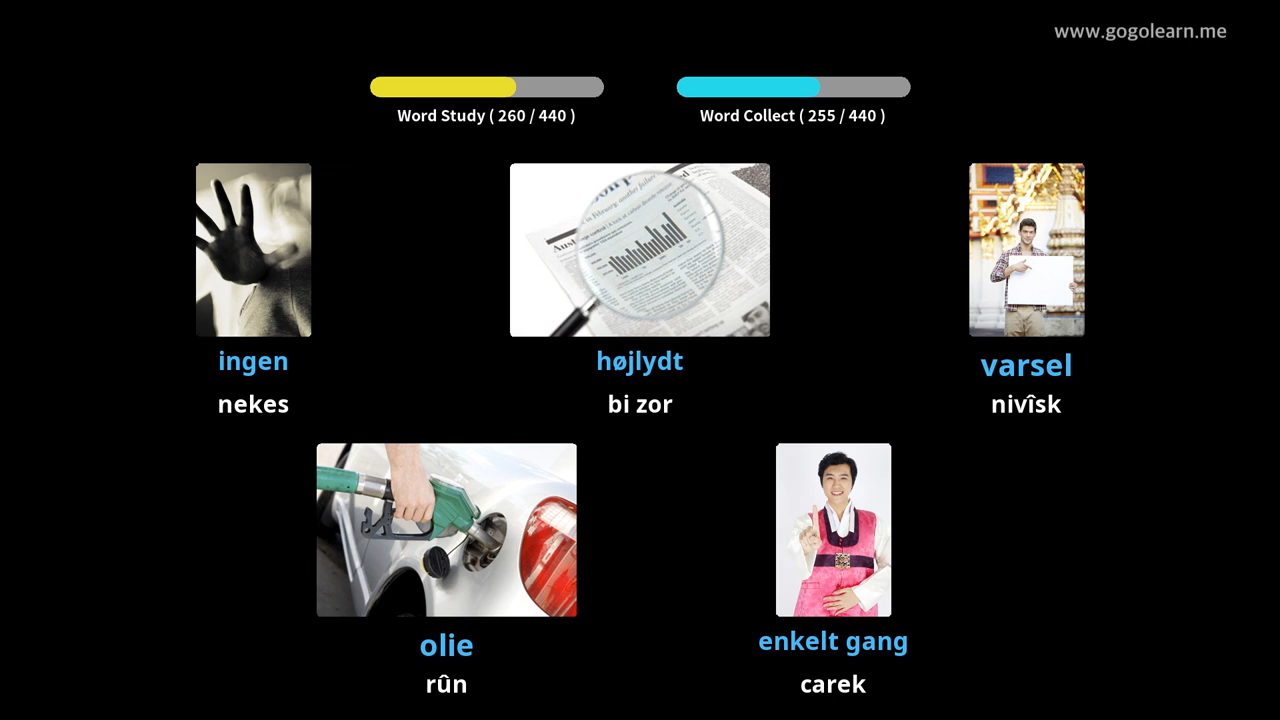 www.gogolearn.me
Word Study ( 260 / 440 )
Word Collect ( 255 / 440 )
ingen
højlydt
varsel
nekes
bi zor
nivîsk
olie
enkelt gang
rûn
carek